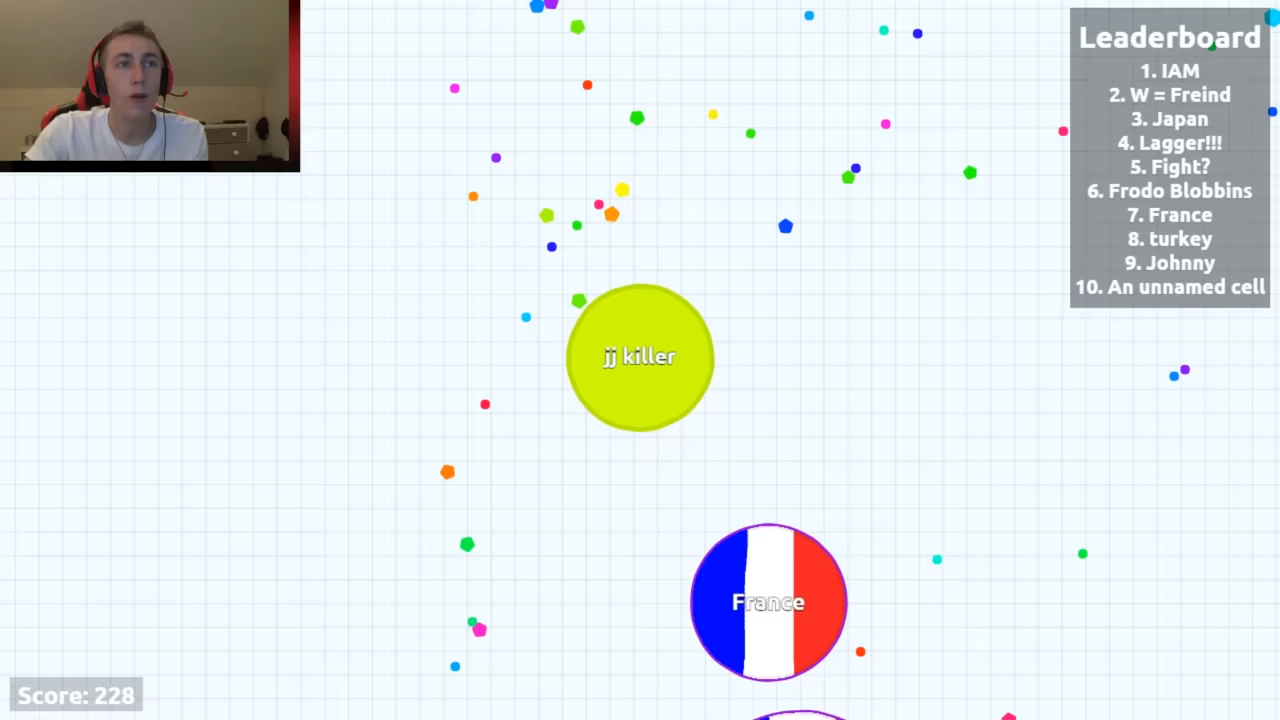 Leaderboard
1. IAM
2. W = Freind
3. Japan
4. Lagger!!!
5. Fight?
6. Frodo Blobbins
7. France
8. turkey
9. Johnny
10. An unnamed cell
jj killer
France
Score: 228